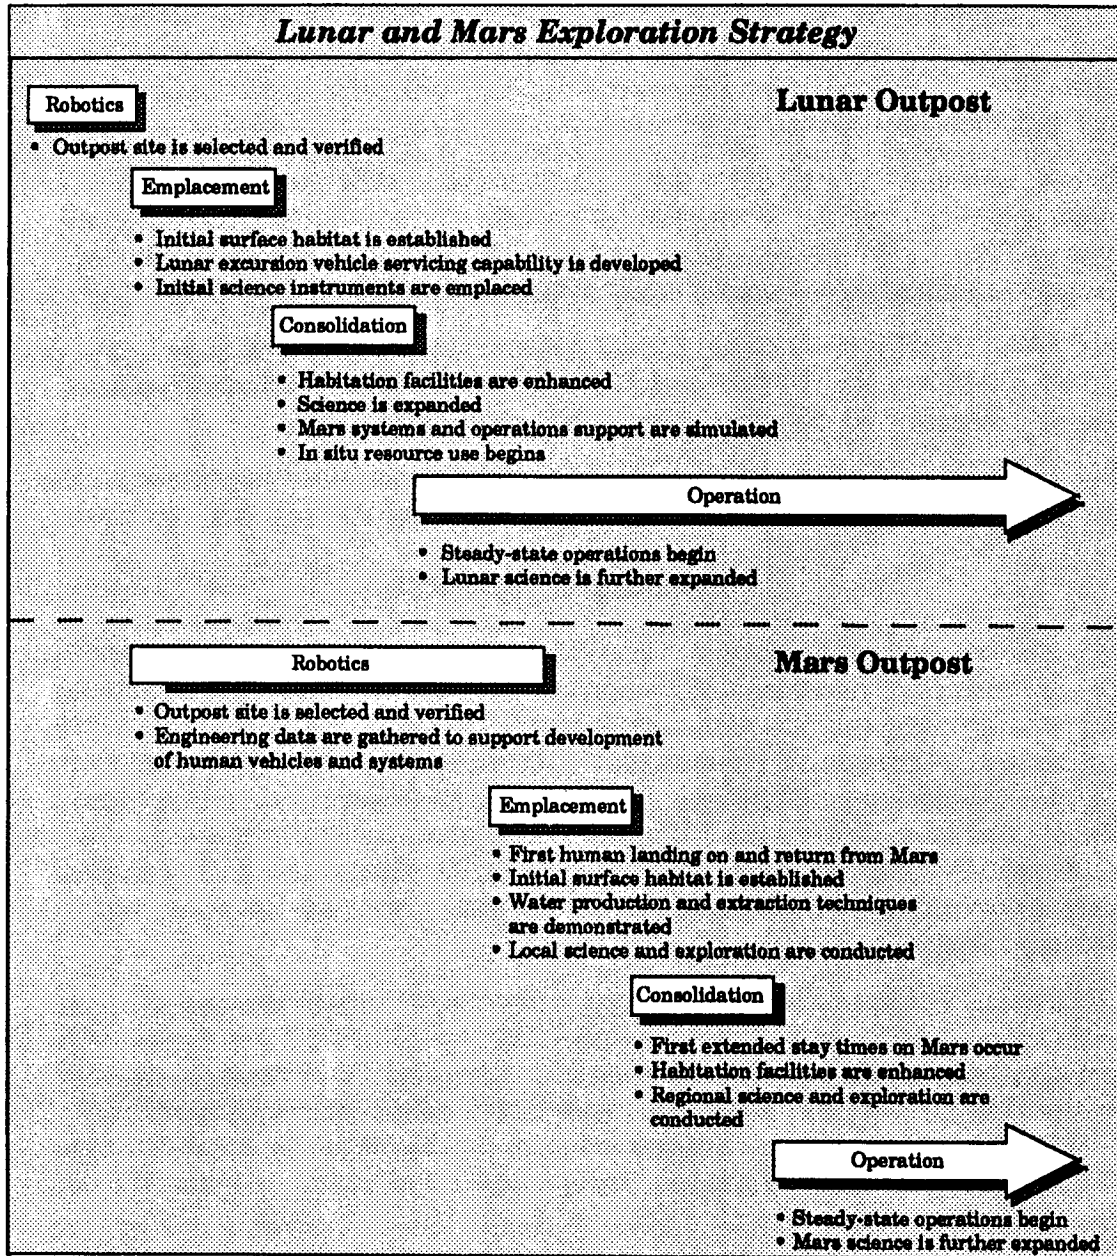 Lunar and Mars Exploration Strategy
Robotics
Lunar Outpost
• Outpost site is selected and verified
Emplacement
• Initial surface habitat is established
• Lunar excursion vehicle servicing capability is developed
• Initial science instruments are emplaced
Consolidation
• Habitation facilities are enhanced
• Science is expanded
• Mars systems and operations support are simulated
• In situ resource use begins
Operation
• Steady-state operations begin
• Lunar science is further expanded
Robotics
Mars Outpost
• Outpost site is selected and verified
• Engineering data are gathered to support development
of human vehicles and systems
Emplacement
• First human landing on and return from Mars
• Initial surface habitat is established
• Water production and extraction techniques
are demonstrated
• Local science and exploration are conducted
Consolidation
• First extended stay times on Mars occur
• Habitation facilities are enhanced
• Regional science and exploration are
conducted
Operation
• Steady-state operations begin
• Mars science is further expanded